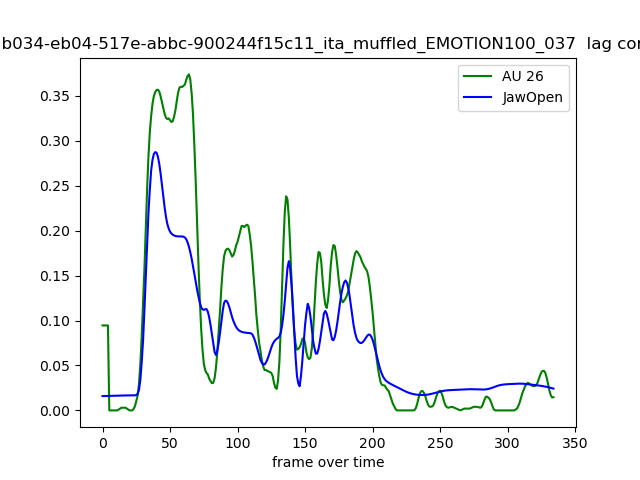 b034-eb04-517e-abbc-900244f15c11_ita_muffled_EMOTION100_037 lag
AU 26
JawOpen
0.35
0.30
0.25
0.20
0.15
0.10
0.05
0.00
0 50 100 150 200 250 300 350
frame over time